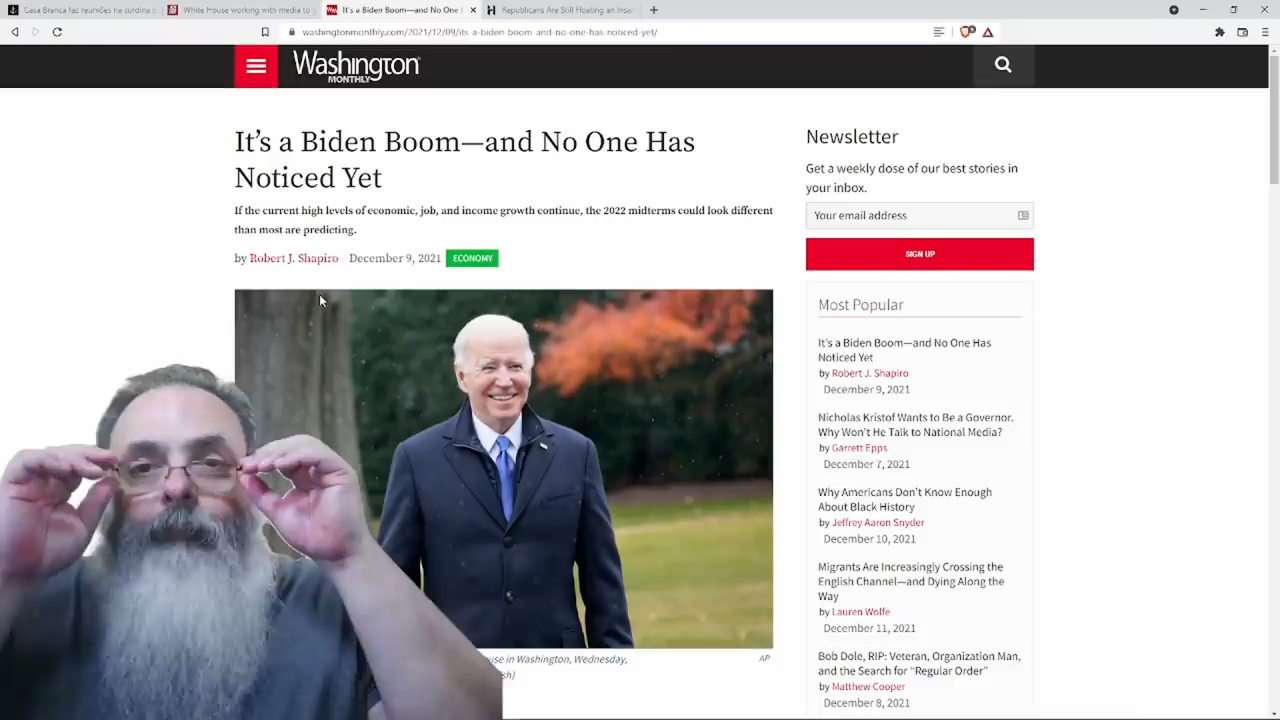 Casa Branca faz reuniões na surdina p
White House working with media to
It's a Biden Boom—and No One
Republicans Are Still Floating an Insan
washingtonmonthly.com/2021/12/09/its-a-biden-boom-and-no-one-has-noticed-yet/
Washington
MONTHLY
It's a Biden Boom—and No One Has
Noticed Yet
If the current high levels of economic, job, and income growth continue, the 2022 midterms could look different
than most are predicting.
by Robert J. Shapiro December 9, 2021 ECONOMY
use in Washington, Wednesday,
sh)
AP
Newsletter
Get a weekly dose of our best stories in
your inbox.
Your email address
SIGN UP
Most Popular
It's a Biden Boom—and No One Has
Noticed Yet
by Robert J. Shapiro
December 9, 2021
Nicholas Kristof Wants to Be a Governor.
Why Won't He Talk to National Media?
by Garrett Epps
December 7, 2021
Why Americans Don't Know Enough
About Black History
by Jeffrey Aaron Snyder
December 10, 2021
Migrants Are Increasingly Crossing the
English Channel—and Dying Along the
Way
by Lauren Wolfe
December 11, 2021
Bob Dole, RIP: Veteran, Organization Man,
and the Search for “Regular Order”
by Matthew Cooper
December 8, 2021